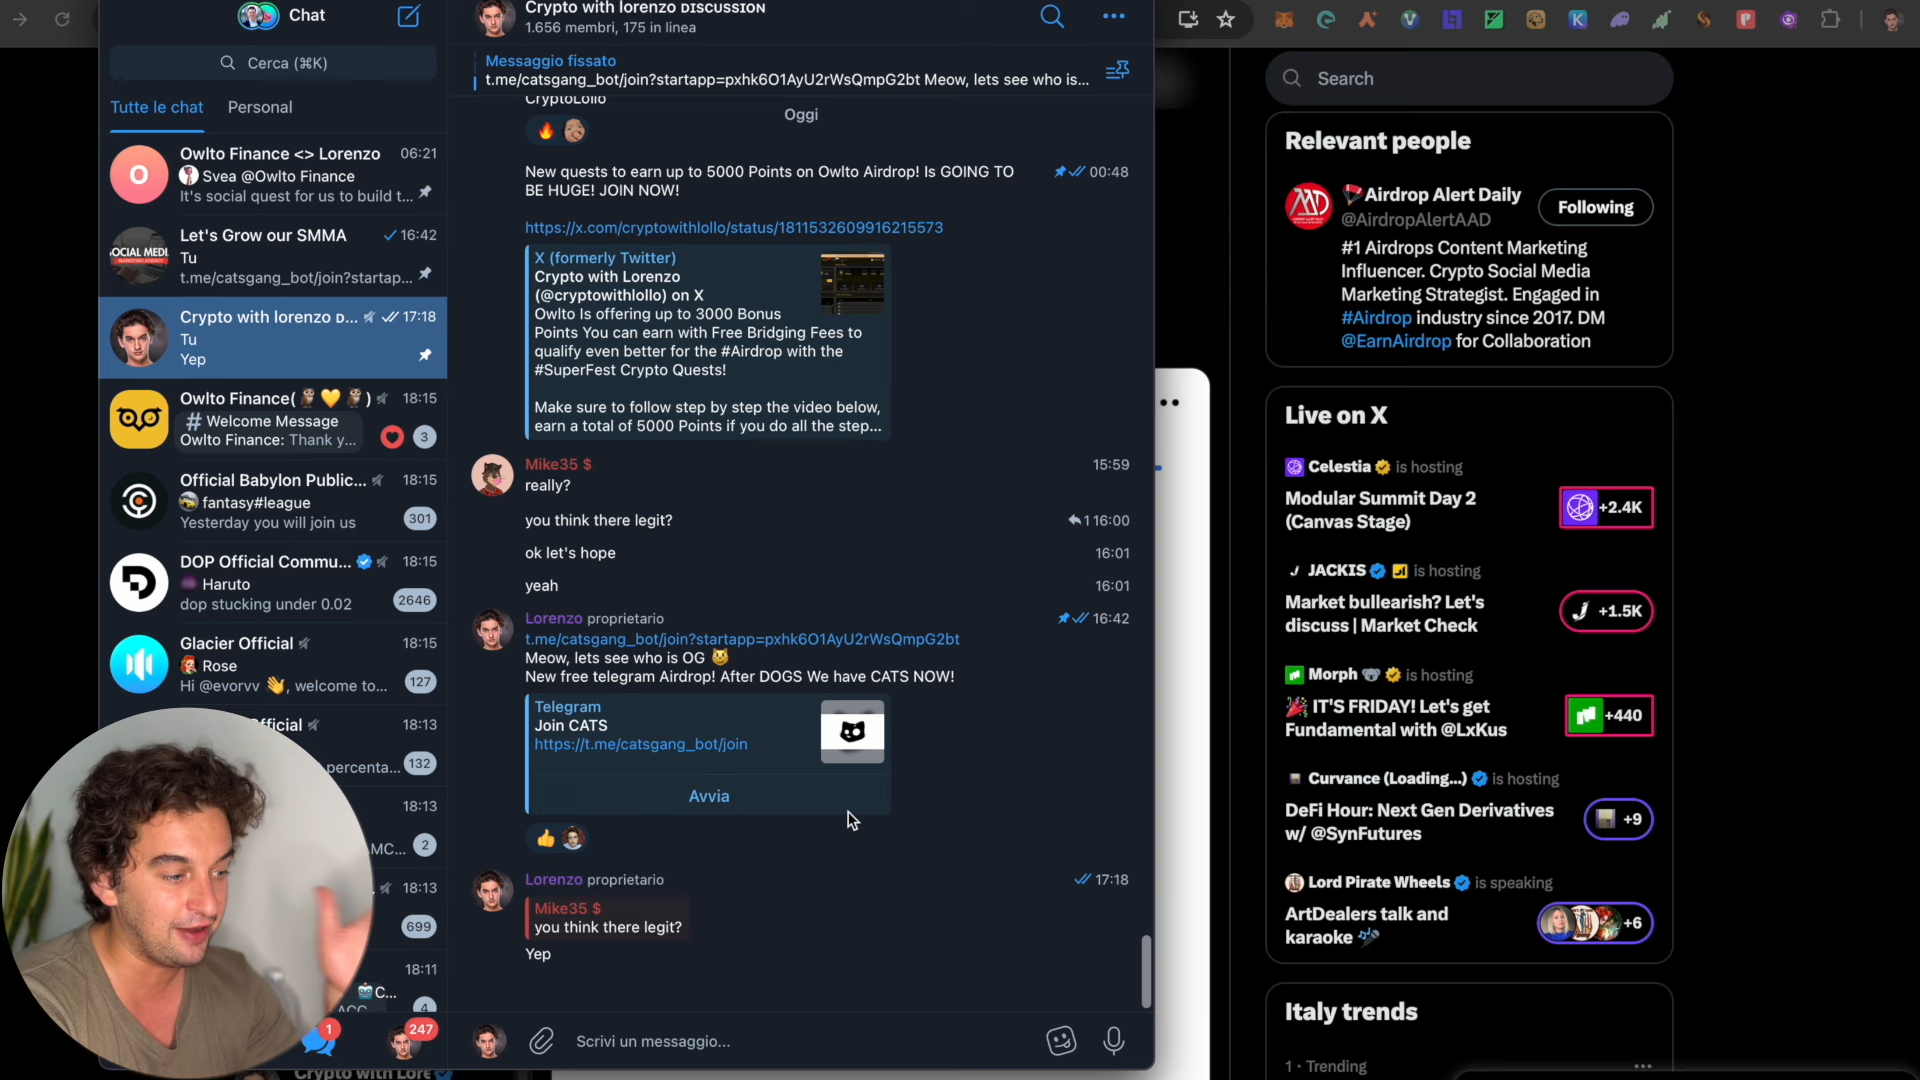 Chat
Cerca (⌘K)
Tutte le chat
Personal
Owlto Finance <> Lorenzo
06:21
Svea @Owlto Finance
It's social quest for us to build t...
Let's Grow our SMMA
16:42
Tu
t.me/catsgang_bot/join?startap...
OCIAL MEDI
Crypto with lorenzo D...
17:18
Tu
Yep
Owlto Finance(🦉💛🦉)
18:15
# Welcome Message
Owlto Finance: Thank y...
3
Official Babylon Public...
18:15
fantasy#league
Yesterday you will join us
301
DOP Official Commu...
18:15
Haruto
dop stucking under 0.02
2646
Glacier Official
18:15
Rose
Hi @evorvv 👋, welcome to...
127
fficial
18:13
percenta...
132
18:13
MC...
2
18:13
699
18:11
C...
4
1
247
Crypto with lorenzo DISCUSSION
1.656 membri, 175 in linea
Messaggio fissato
t.me/catsgang_bot/join?startapp=pxhk6O1AyU2rWsQmpG2bt Meow, lets see who is...
CryptoLollo
Oggi
New quests to earn up to 5000 Points on Owlto Airdrop! Is GOING TO
BE HUGE! JOIN NOW!
00:48
https://x.com/cryptowithlollo/status/1811532609916215573
X (formerly Twitter)
Crypto with Lorenzo
(@cryptowithlollo) on X
Owlto Is offering up to 3000 Bonus
Points You can earn with Free Bridging Fees to
qualify even better for the #Airdrop with the
#SuperFest Crypto Quests!
Make sure to follow step by step the video below,
earn a total of 5000 Points if you do all the step...
Mike35 $
15:59
really?
you think there legit?
1 16:00
ok let's hope
16:01
yeah
16:01
Lorenzo proprietario
16:42
t.me/catsgang_bot/join?startapp=pxhk6O1AyU2rWsQmpG2bt
Meow, lets see who is OG 😼
New free telegram Airdrop! After DOGS We have CATS NOW!
Telegram
Join CATS
https://t.me/catsgang_bot/join
Avvia
Lorenzo proprietario
17:18
Mike35 $
you think there legit?
Yep
Scrivi un messaggio...
Crypto with Lore
Search
Relevant people
Airdrop Alert Daily
@AirdropAlertAAD
Following
#1 Airdrops Content Marketing
Influencer. Crypto Social Media
Marketing Strategist. Engaged in
#Airdrop industry since 2017. DM
@EarnAirdrop for Collaboration
Live on X
Celestia is hosting
Modular Summit Day 2
(Canvas Stage)
+2.4K
JACKIS is hosting
Market bullearish? Let's
discuss | Market Check
+1.5K
Morph is hosting
🎉 IT'S FRIDAY! Let's get
Fundamental with @LxKus
+440
Curvance (Loading...) is hosting
DeFi Hour: Next Gen Derivatives
w/ @SynFutures
+9
Lord Pirate Wheels is speaking
ArtDealers talk and
karaoke 🎤
+6
Italy trends
1 · Trending